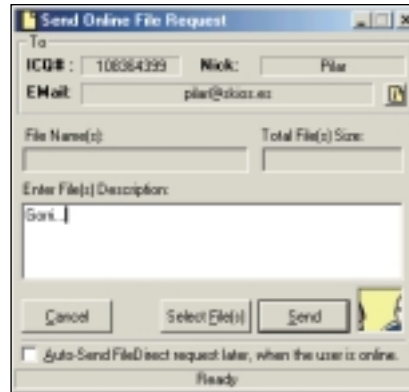 Send Online File Request
To
ICQ# : 108364399 Nick: Pilar
EMail: pilar@skios.es
File Name(s): Total File(s) Size:
Enter File(s) Description:
Cancel Select File(s) Send
Auto-Send FileDirect request later, when the user is online.
Ready